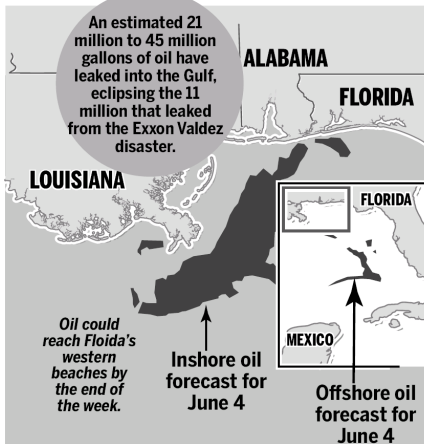 An estimated 21
million to 45 million
gallons of oil have
leaked into the Gulf,
eclipsing the 11
million that leaked
from the Exxon Valdez
disaster.
ALABAMA
FLORIDA
LOUISIANA
FLORIDA
MEXICO
Oil could
reach Floida's
western
beaches by
the end of
the week.
Inshore oil
forecast for
June 4
Offshore oil
forecast for
June 4